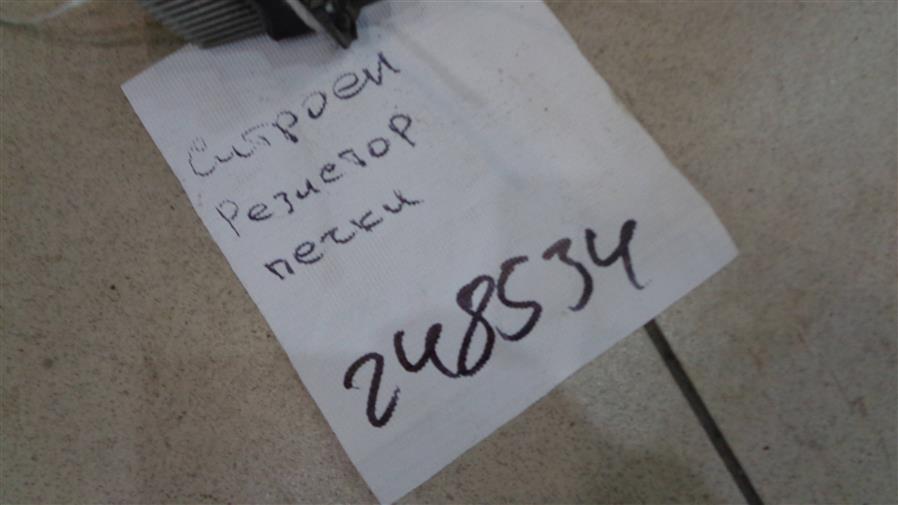 Ситроен
Резистор
печки
248534